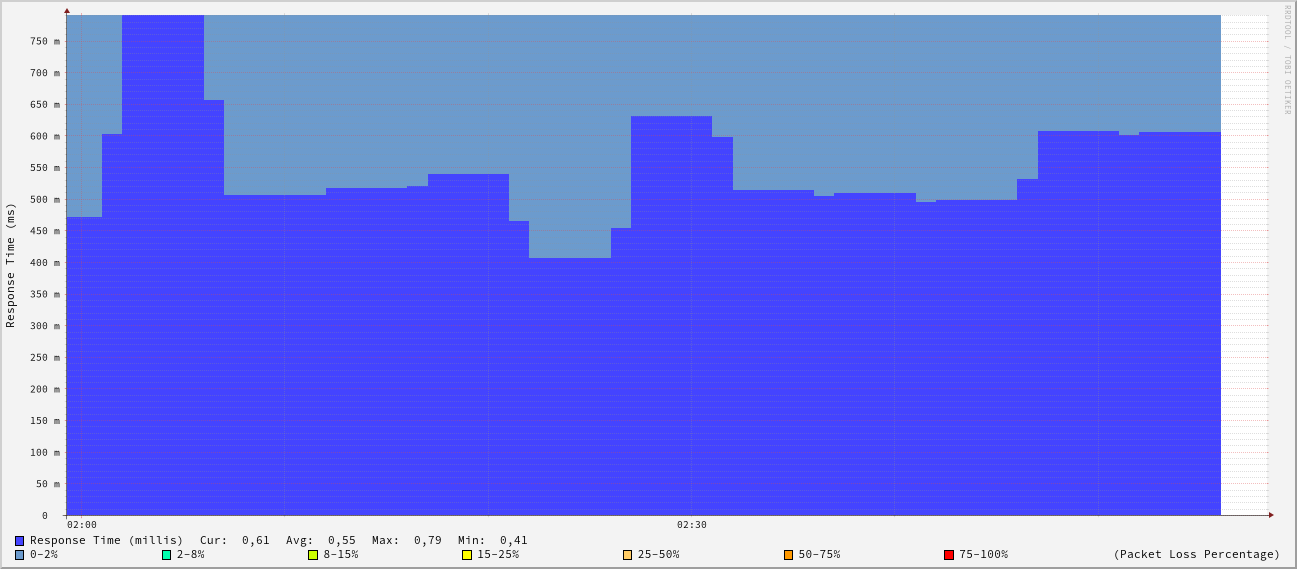 RRDTOOL / TOBI OETIKER
Response Time (ms)
750 m
700 m
650 m
600 m
550 m
500 m
450 m
400 m
350 m
300 m
250 m
200 m
150 m
100 m
50 m
0
02:00 02:30
Response Time (millis) Cur: 0,61 Avg: 0,55 Max: 0,79 Min: 0,41
0-2% 2-8% 8-15% 15-25% 25-50% 50-75% 75-100% (Packet Loss Percentage)